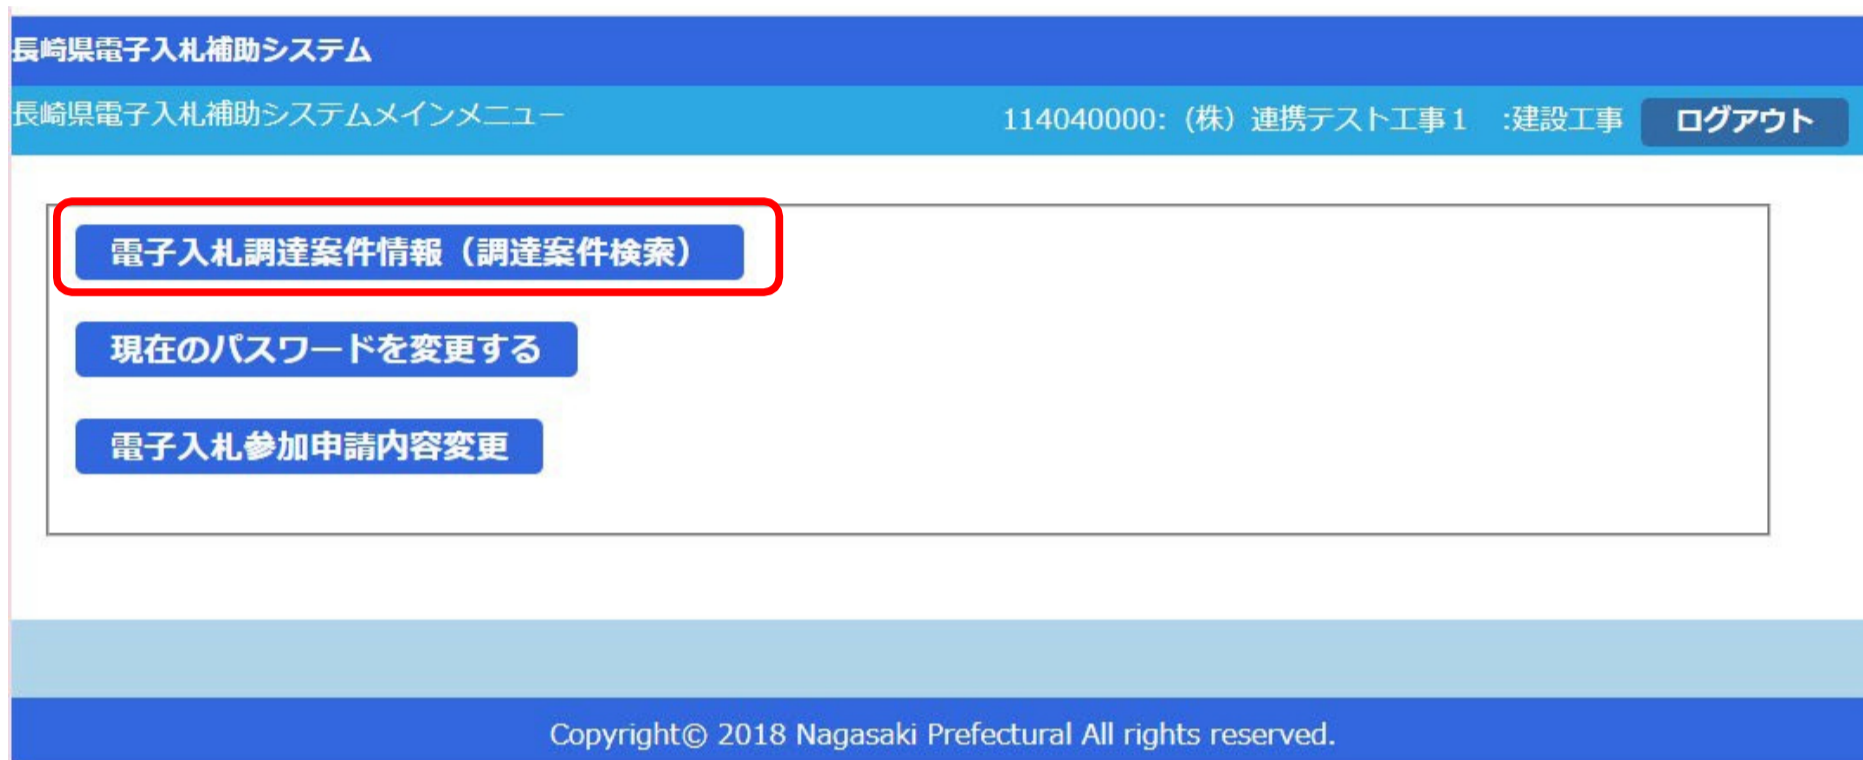 長崎県電子入札補助システム
長崎県電子入札補助システムメインメニュー 114040000:（株）連携テスト工事１ :建設工事 ログアウト
電子入札調達案件情報（調達案件検索）
現在のパスワードを変更する
電子入札参加申請内容変更
Copyright© 2018 Nagasaki Prefectural All rights reserved.